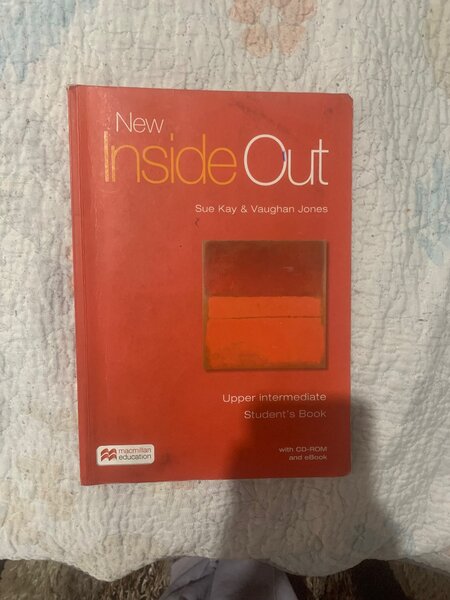 New
Inside Out
Sue Kay & Vaughan Jones
Upper intermediate
Student's Book
with CD-ROM
and eBook
macmillan
education